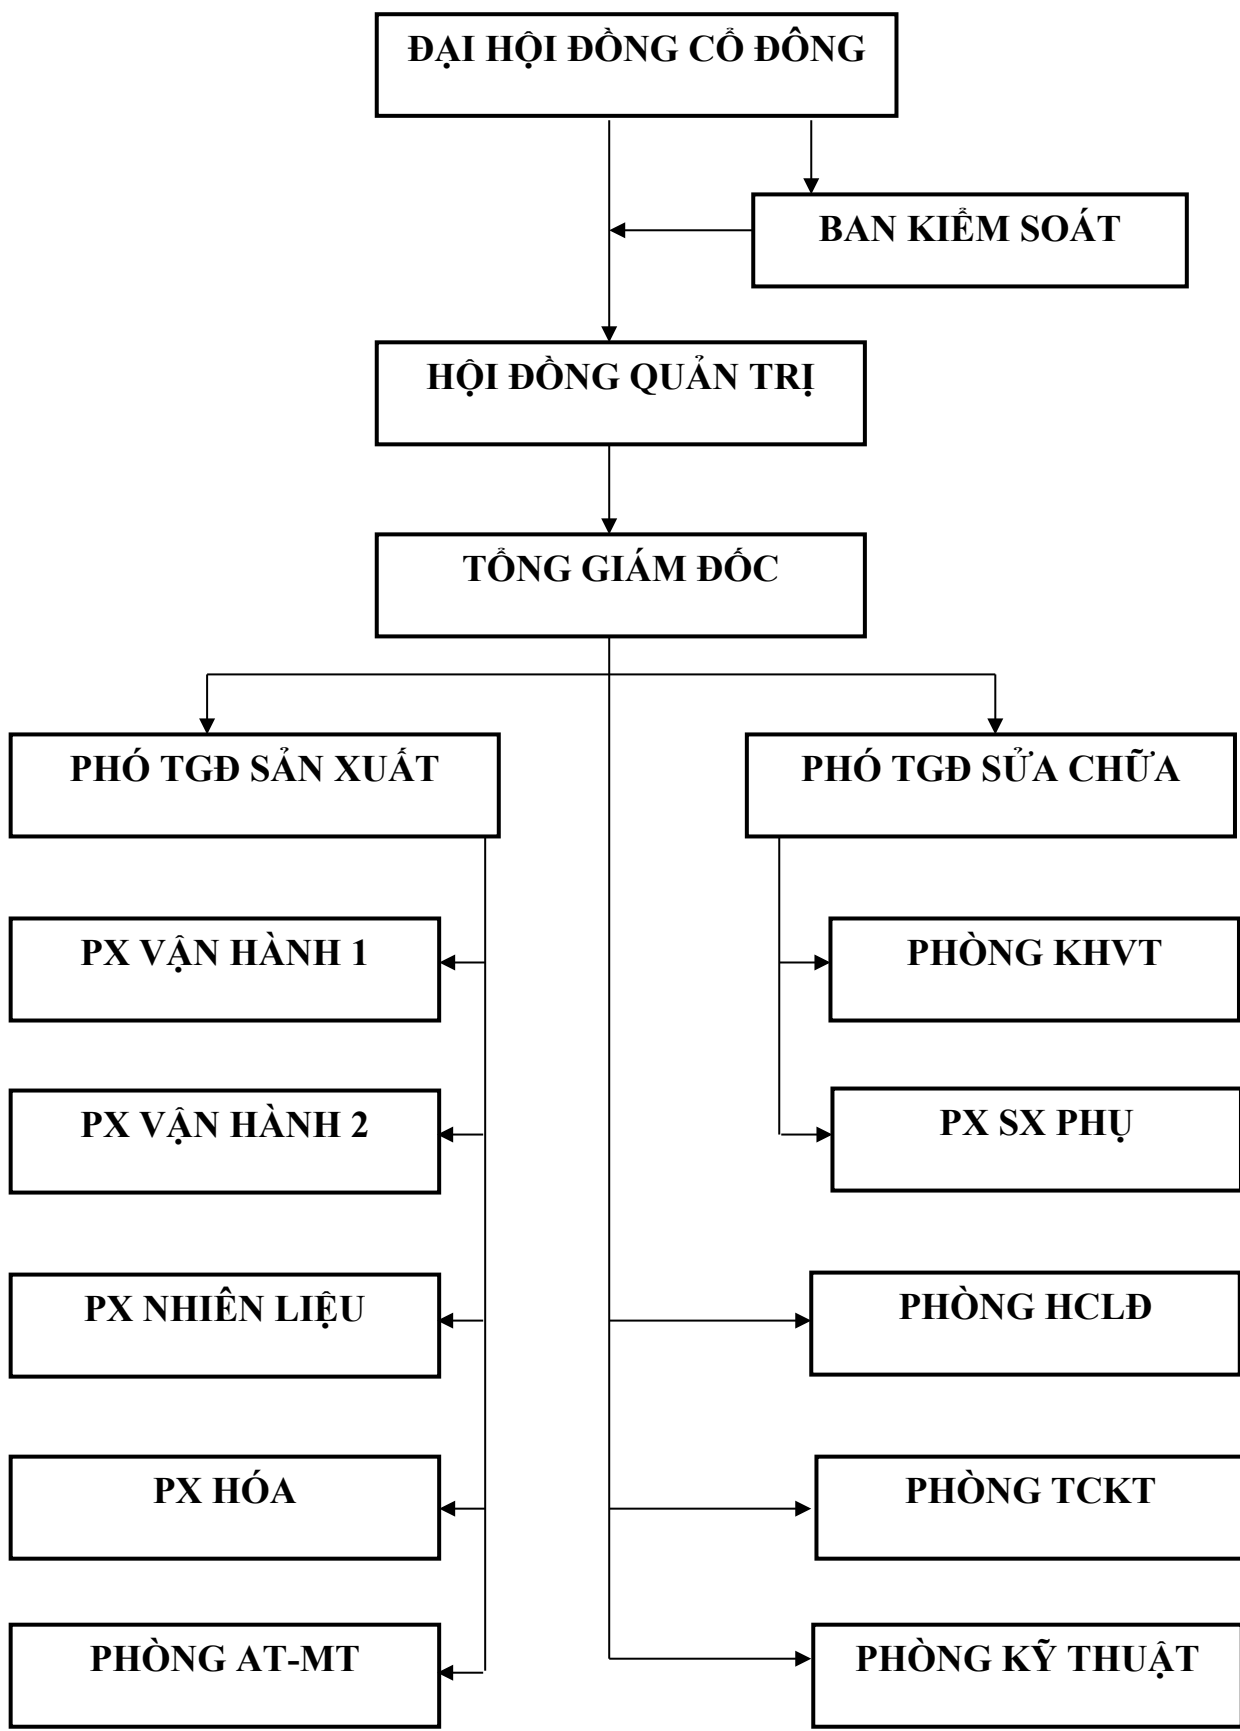 ĐẠI HỘI ĐỒNG CỔ ĐÔNG
BAN KIỂM SOÁT
HỘI ĐỒNG QUẢN TRỊ
TỔNG GIÁM ĐỐC
PHÓ TGĐ SẢN XUẤT
PHÓ TGĐ SỬA CHỮA
PX VẬN HÀNH 1
PHÒNG KHVT
PX VẬN HÀNH 2
PX SX PHỤ
PX NHIÊN LIỆU
PHÒNG HCLĐ
PX HÓA
PHÒNG TCKT
PHÒNG AT-MT
PHÒNG KỸ THUẬT